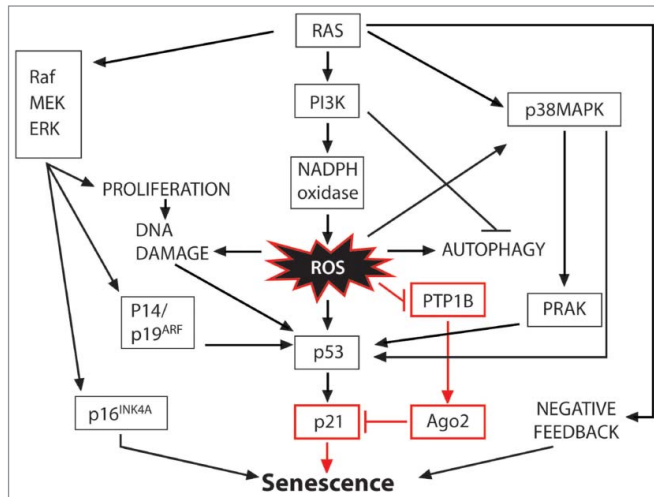 RAS
Raf
MEK
ERK
PI3K
p38MAPK
NADPH
oxidase
PROLIFERATION
DNA
DAMAGE
ROS
AUTOPHAGY
PTP1B
PRAK
P14/
p19ARF
p53
p16INK4A
p21
Ago2
NEGATIVE
FEEDBACK
Senescence